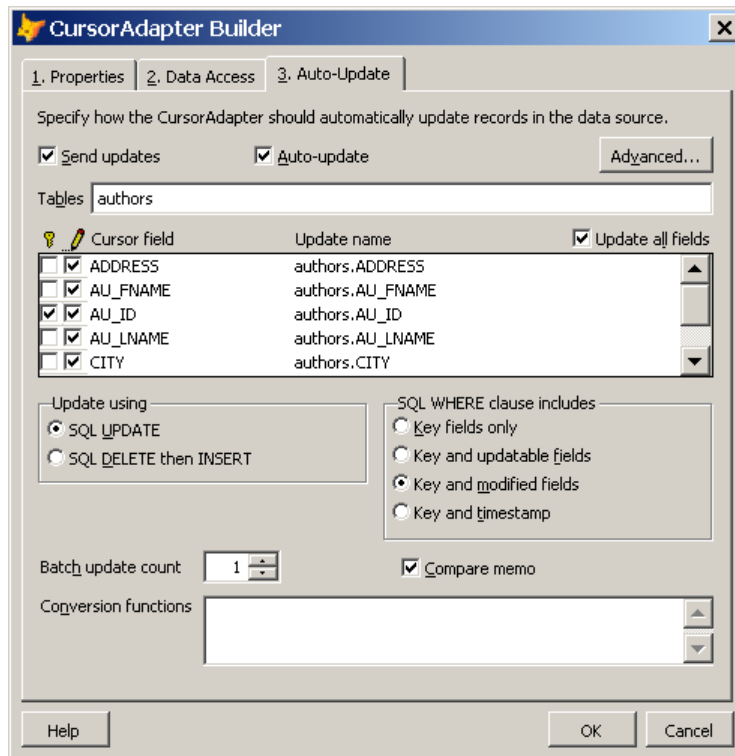 CursorAdapter Builder
1. Properties 2. Data Access 3. Auto-Update
Specify how the CursorAdapter should automatically update records in the data source.
Send updates Auto-update Advanced...
Tables authors
Cursor field Update name Update all fields
ADDRESS authors.ADDRESS
AU_FNAME authors.AU_FNAME
AU_ID authors.AU_ID
AU_LNAME authors.AU_LNAME
CITY authors.CITY
Update using
SQL UPDATE
SQL DELETE then INSERT
SQL WHERE clause includes
Key fields only
Key and updatable fields
Key and modified fields
Key and timestamp
Batch update count 1 Compare memo
Conversion functions
Help OK Cancel